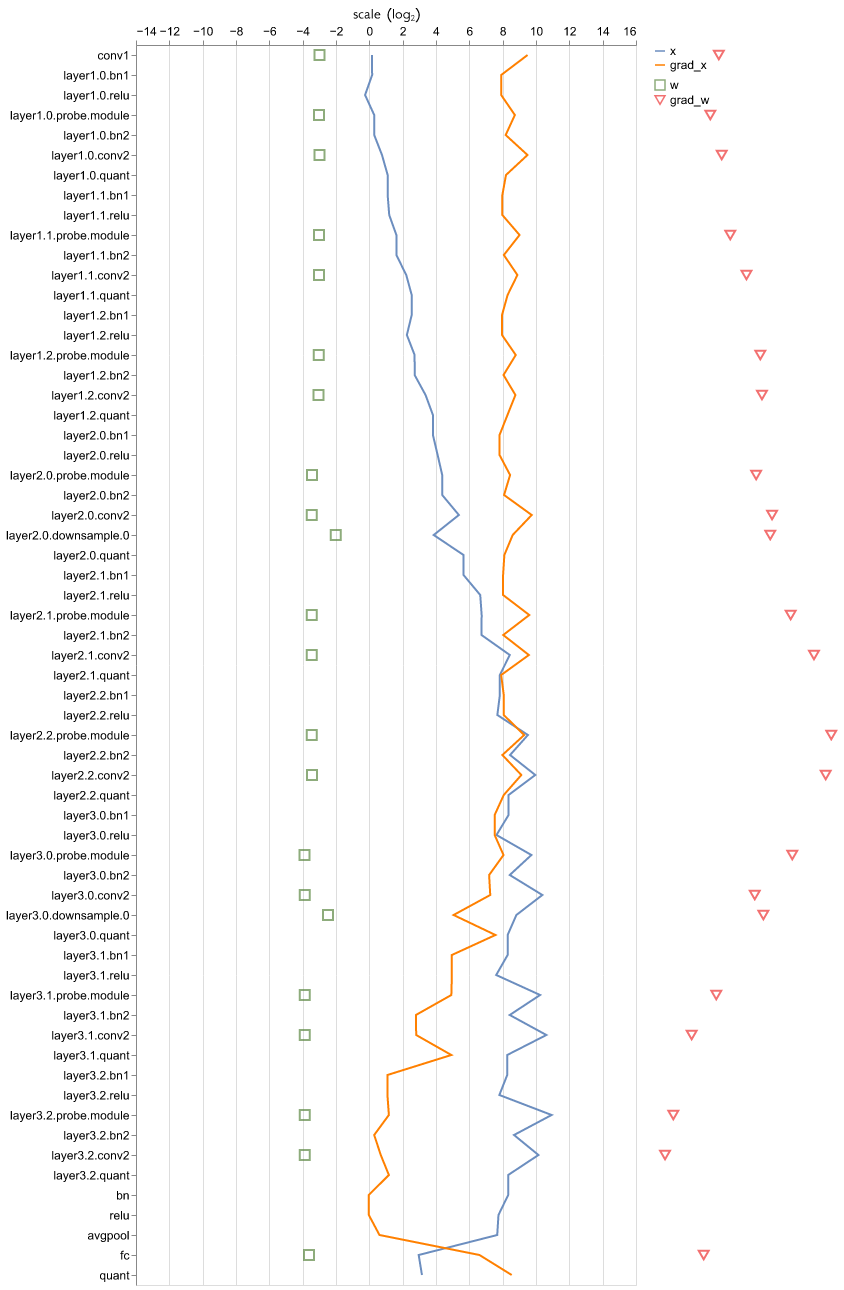 scale (log₂)
−14 −12 −10 −8 −6 −4 −2 0 2 4 6 8 10 12 14 16
conv1
layer1.0.bn1
layer1.0.relu
layer1.0.probe.module
layer1.0.bn2
layer1.0.conv2
layer1.0.quant
layer1.1.bn1
layer1.1.relu
layer1.1.probe.module
layer1.1.bn2
layer1.1.conv2
layer1.1.quant
layer1.2.bn1
layer1.2.relu
layer1.2.probe.module
layer1.2.bn2
layer1.2.conv2
layer1.2.quant
layer2.0.bn1
layer2.0.relu
layer2.0.probe.module
layer2.0.bn2
layer2.0.conv2
layer2.0.downsample.0
layer2.0.quant
layer2.1.bn1
layer2.1.relu
layer2.1.probe.module
layer2.1.bn2
layer2.1.conv2
layer2.1.quant
layer2.2.bn1
layer2.2.relu
layer2.2.probe.module
layer2.2.bn2
layer2.2.conv2
layer2.2.quant
layer3.0.bn1
layer3.0.relu
layer3.0.probe.module
layer3.0.bn2
layer3.0.conv2
layer3.0.downsample.0
layer3.0.quant
layer3.1.bn1
layer3.1.relu
layer3.1.probe.module
layer3.1.bn2
layer3.1.conv2
layer3.1.quant
layer3.2.bn1
layer3.2.relu
layer3.2.probe.module
layer3.2.bn2
layer3.2.conv2
layer3.2.quant
bn
relu
avgpool
fc
quant
x
grad_x
w
grad_w